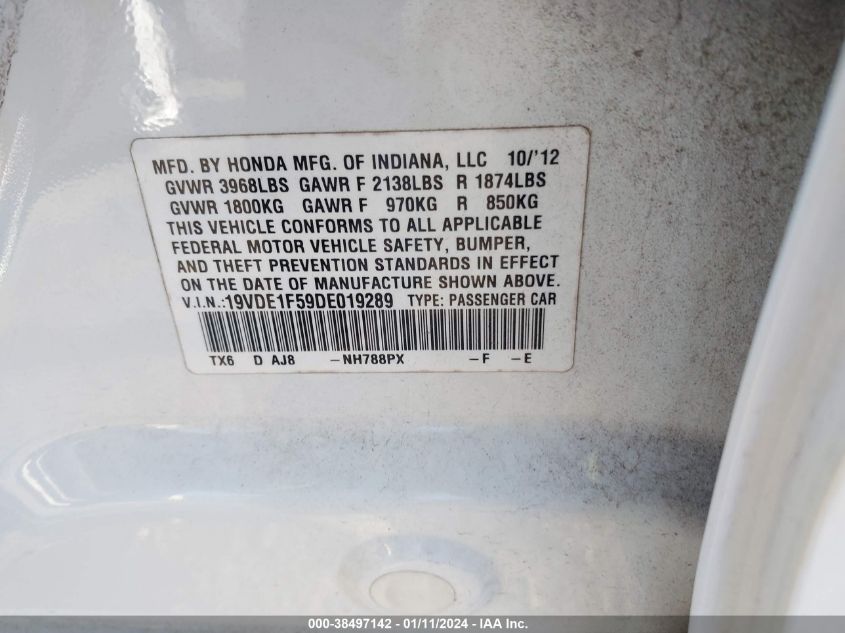 MFD. BY HONDA MFG. OF INDIANA, LLC 10/'12
GVWR 3968LBS GAWR F 2138LBS R 1874LBS
GVWR 1800KG GAWR F 970KG R 850KG
THIS VEHICLE CONFORMS TO ALL APPLICABLE
FEDERAL MOTOR VEHICLE SAFETY, BUMPER,
AND THEFT PREVENTION STANDARDS IN EFFECT
ON THE DATE OF MANUFACTURE SHOWN ABOVE.
V.I.N.:19VDE1F59DE019289 TYPE: PASSENGER CAR
TX6 D AJ8 -NH788PX -F -E
000-38497142 - 01/11/2024 - IAA Inc.